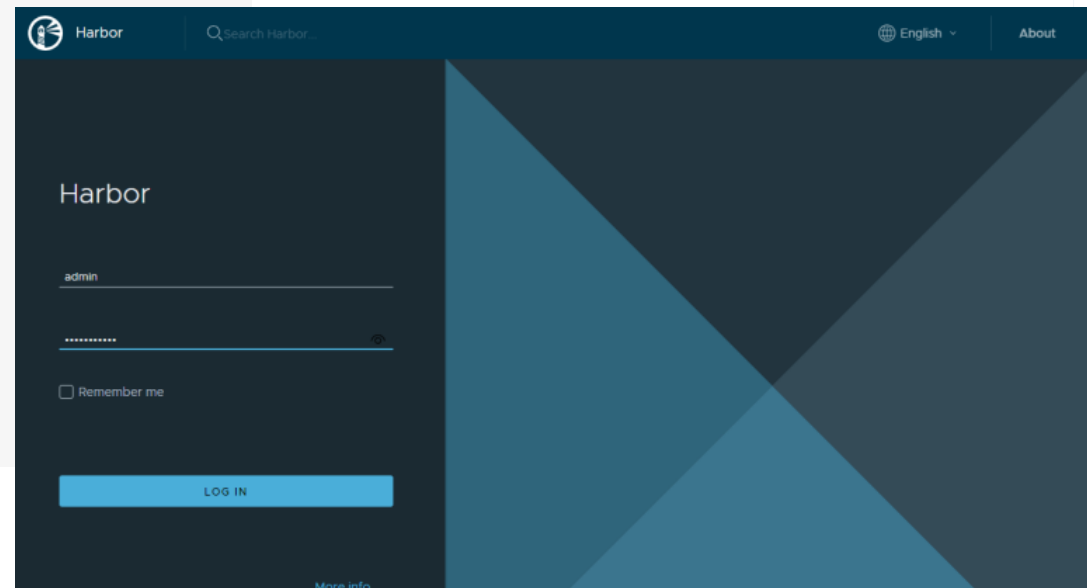 Harbor
Search Harbor...
English
About
Harbor
admin
•••••••••••
Remember me
LOG IN
More info...